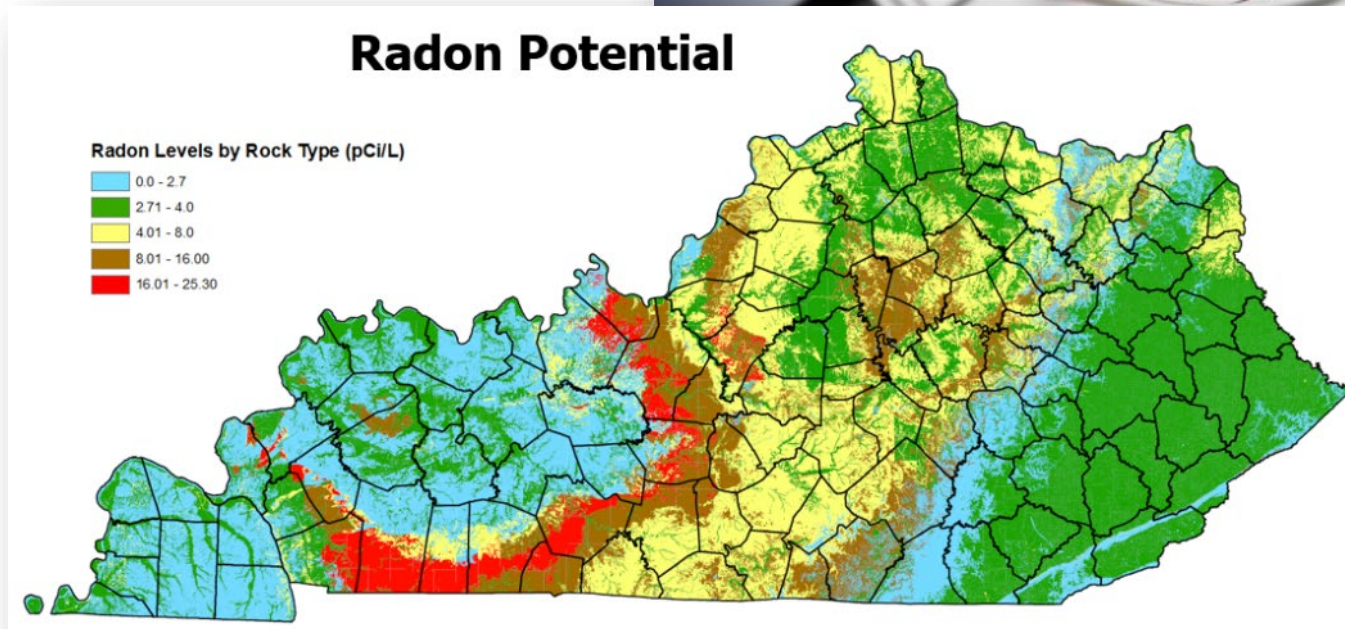 Radon Potential
Radon Levels by Rock Type (pCi/L)
0.0 - 2.7
2.71 - 4.0
4.01 - 8.0
8.01 - 16.00
16.01 - 25.30